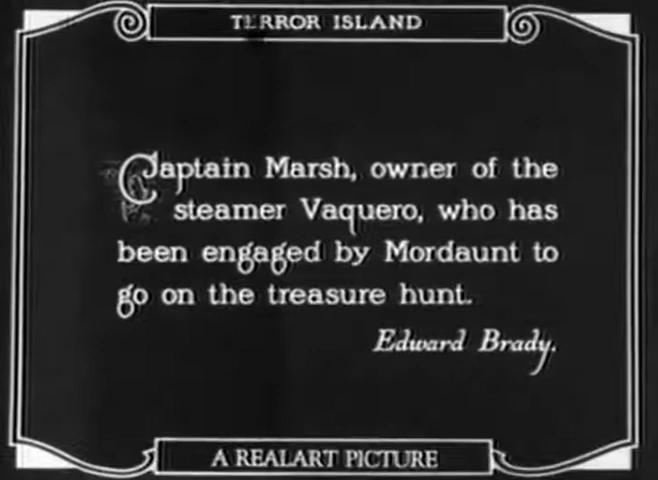 TERROR ISLAND
Captain Marsh, owner of the
steamer Vaquero, who has
been engaged by Mordaunt to
go on the treasure hunt.
Edward Brady.
A REALART PICTURE